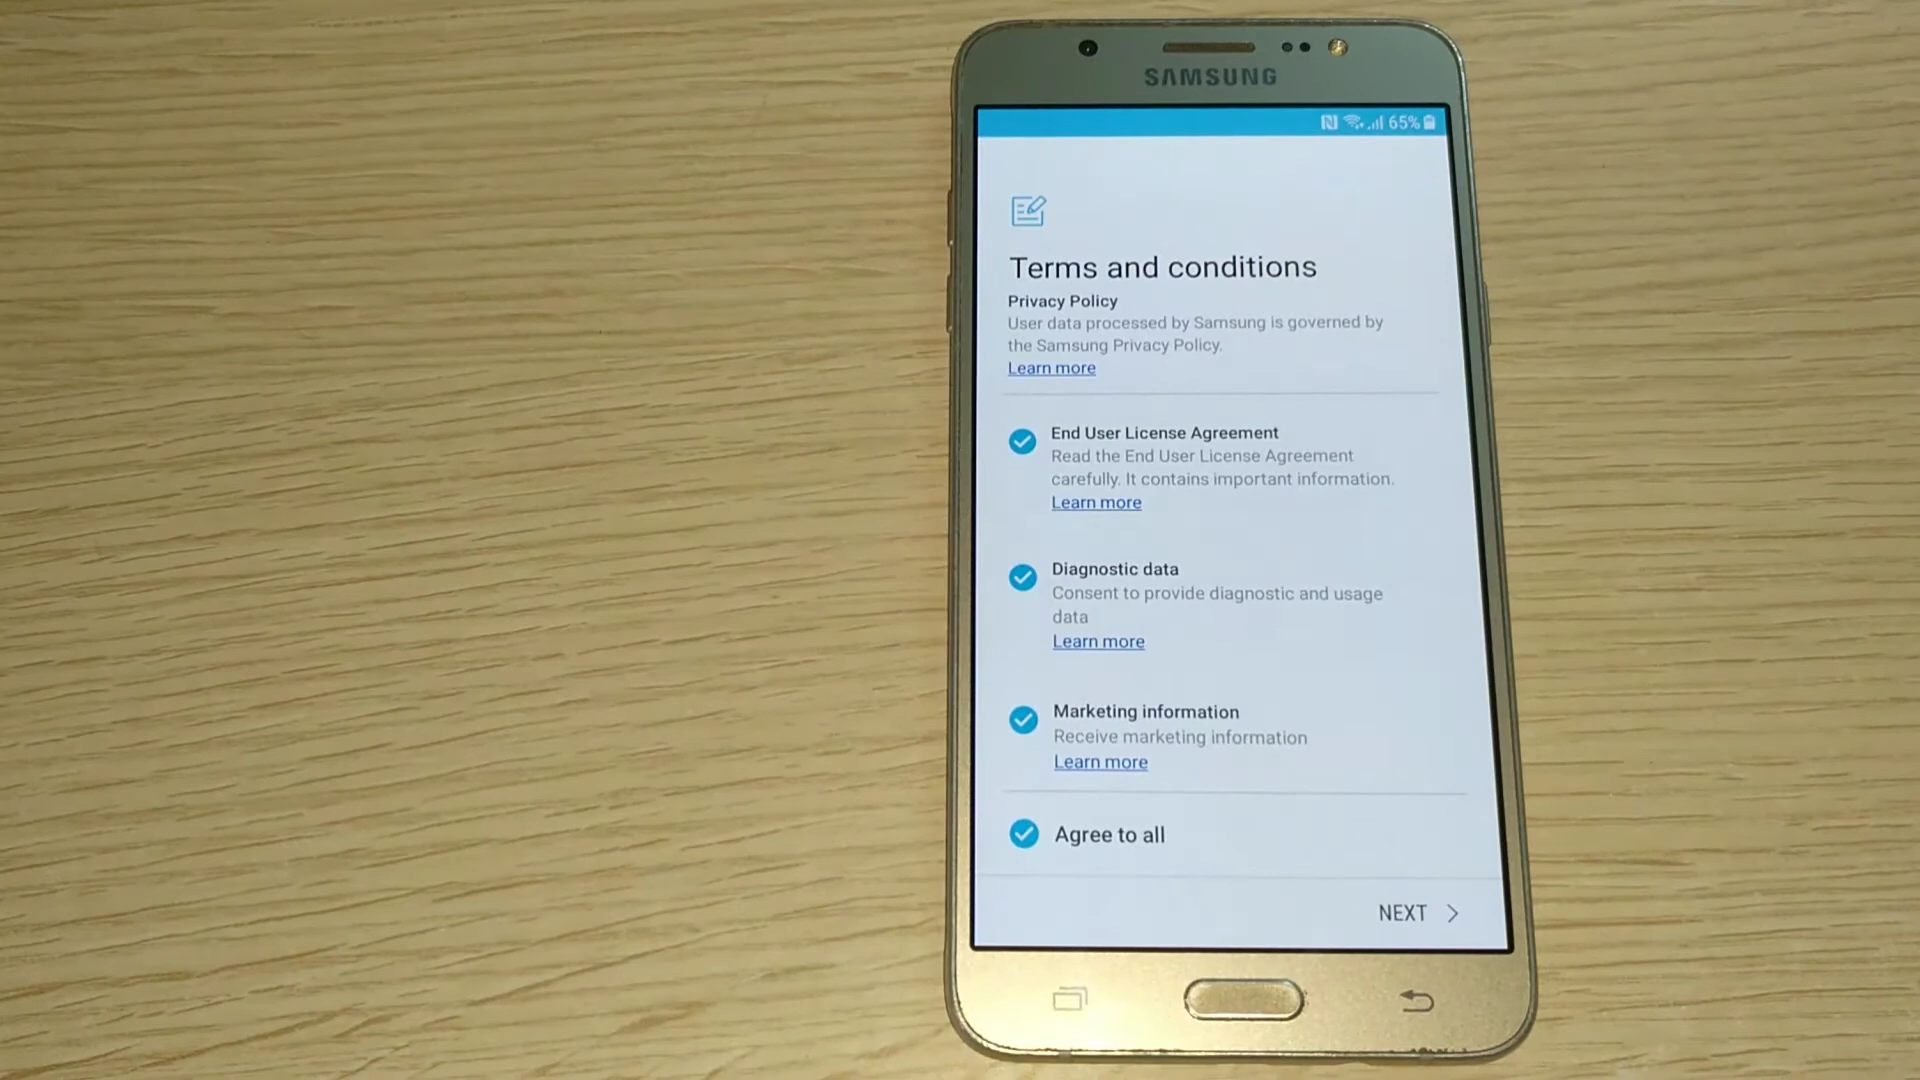 SAMSUNG
65%
Terms and conditions
Privacy Policy
User data processed by Samsung is governed by
the Samsung Privacy Policy.
Learn more
End User License Agreement
Read the End User License Agreement
carefully. It contains important information.
Learn more
Diagnostic data
Consent to provide diagnostic and usage
data
Learn more
Marketing information
Receive marketing information
Learn more
Agree to all
NEXT